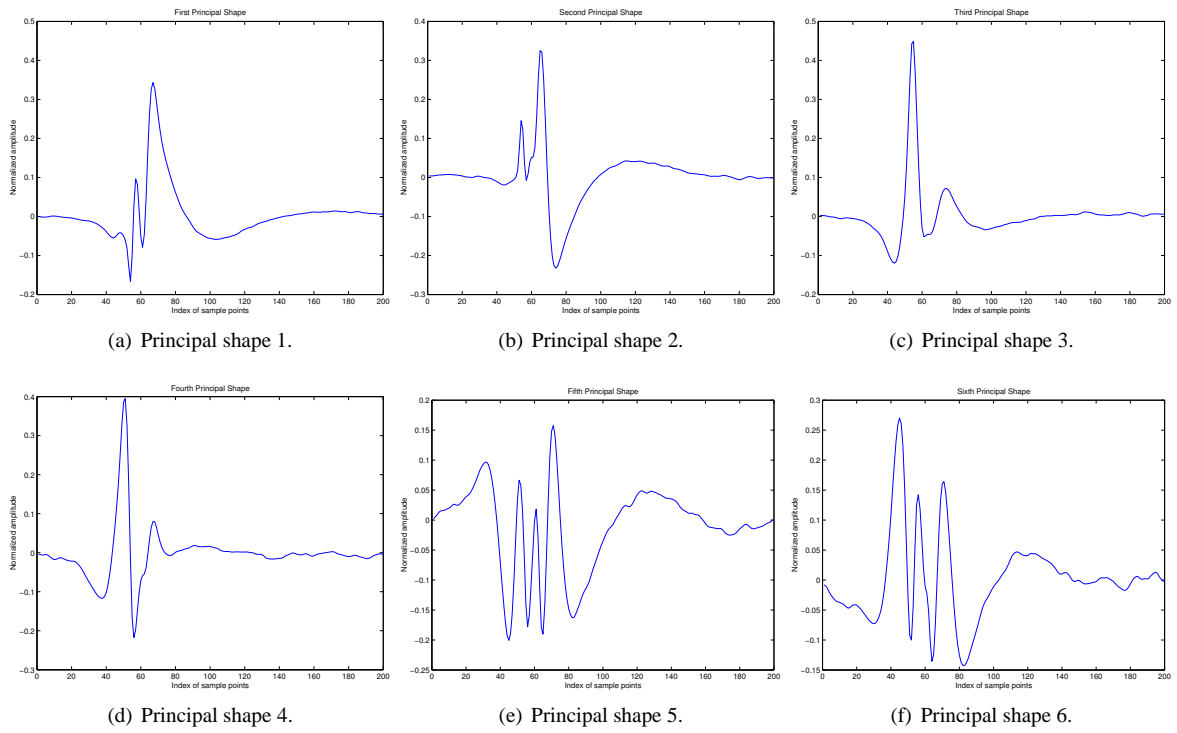 First Principal Shape
0.5
0.4
0.3
0.2
0.1
0
−0.1
−0.2
Normalized amplitude
0 20 40 60 80 100 120 140 160 180 200
Index of sample points
(a) Principal shape 1.
Second Principal Shape
0.4
0.3
0.2
0.1
0
−0.1
−0.2
−0.3
Normalized amplitude
0 20 40 60 80 100 120 140 160 180 200
Index of sample points
(b) Principal shape 2.
Third Principal Shape
0.5
0.4
0.3
0.2
0.1
0
−0.1
−0.2
Normalized amplitude
0 20 40 60 80 100 120 140 160 180 200
Index of sample points
(c) Principal shape 3.
Fourth Principal Shape
0.4
0.3
0.2
0.1
0
−0.1
−0.2
−0.3
Normalized amplitude
0 20 40 60 80 100 120 140 160 180 200
Index of sample points
(d) Principal shape 4.
Fifth Principal Shape
0.2
0.15
0.1
0.05
0
−0.05
−0.1
−0.15
−0.2
−0.25
Normalized amplitude
0 20 40 60 80 100 120 140 160 180 200
Index of sample points
(e) Principal shape 5.
Sixth Principal Shape
0.3
0.25
0.2
0.15
0.1
0.05
0
−0.05
−0.1
−0.15
Normalized amplitude
0 20 40 60 80 100 120 140 160 180 200
Index of sample points
(f) Principal shape 6.